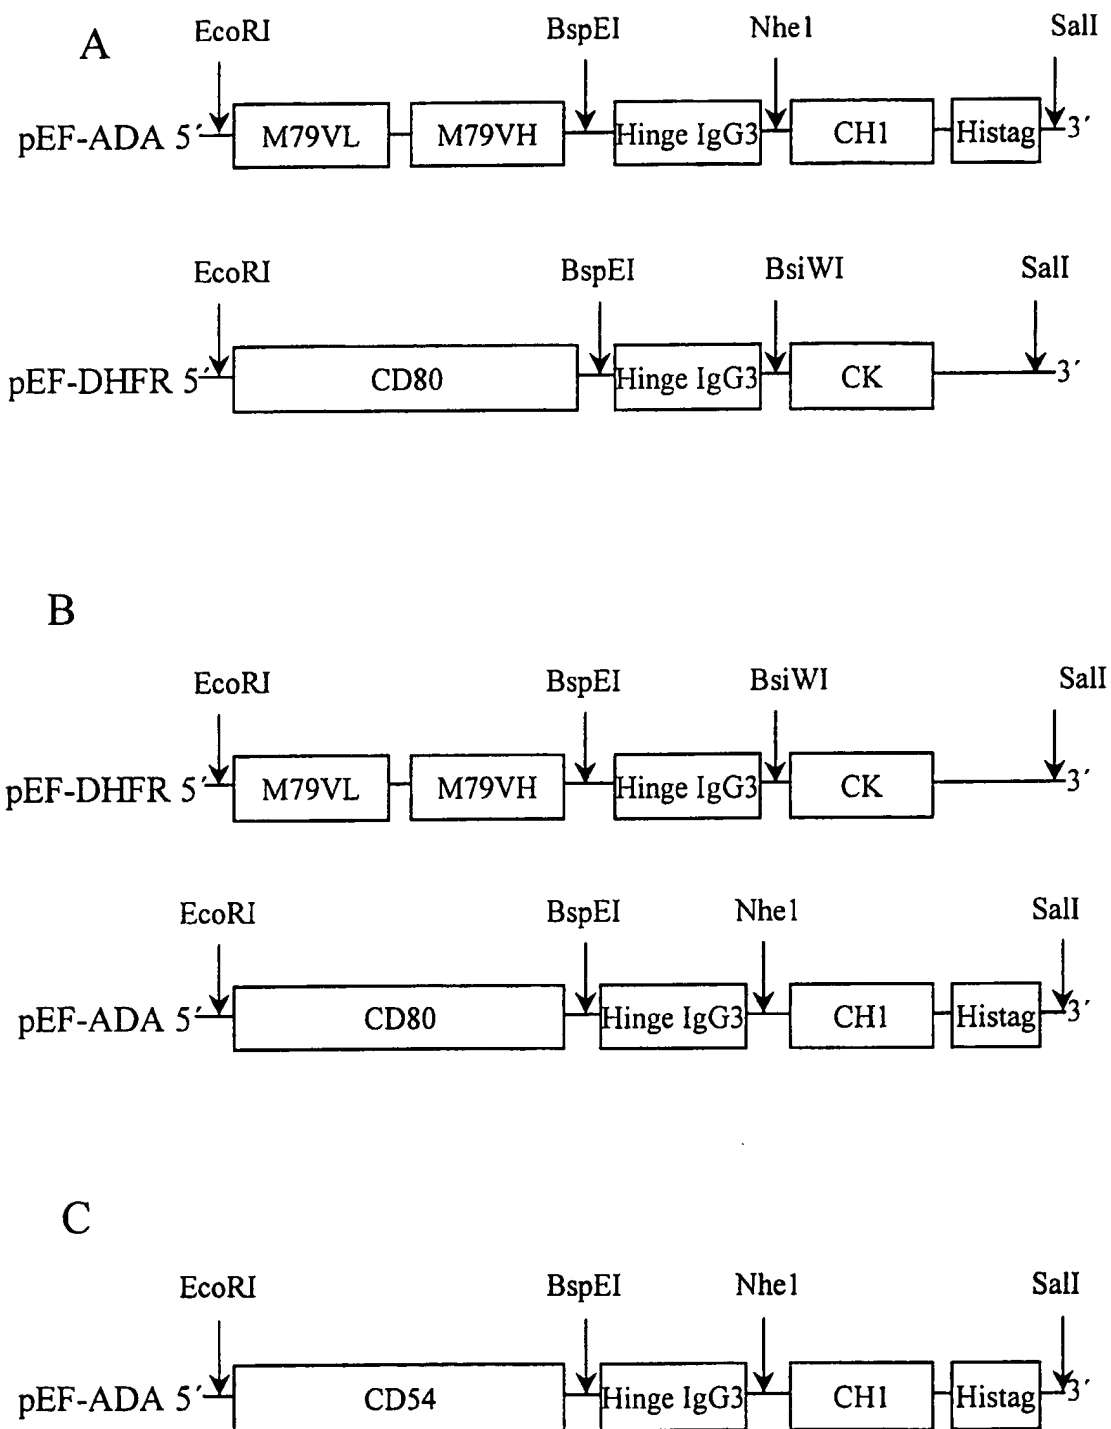 A
EcoRI BspEI Nhe1 SalI
pEF-ADA 5´ M79VL M79VH Hinge IgG3 CH1 Histag 3´
EcoRI BspEI BsiWI SalI
pEF-DHFR 5´ CD80 Hinge IgG3 CK 3´
B
EcoRI BspEI BsiWI SalI
pEF-DHFR 5´ M79VL M79VH Hinge IgG3 CK 3´
EcoRI BspEI Nhe1 SalI
pEF-ADA 5´ CD80 Hinge IgG3 CH1 Histag 3´
C
EcoRI BspEI Nhe1 SalI
pEF-ADA 5´ CD54 Hinge IgG3 CH1 Histag 3´